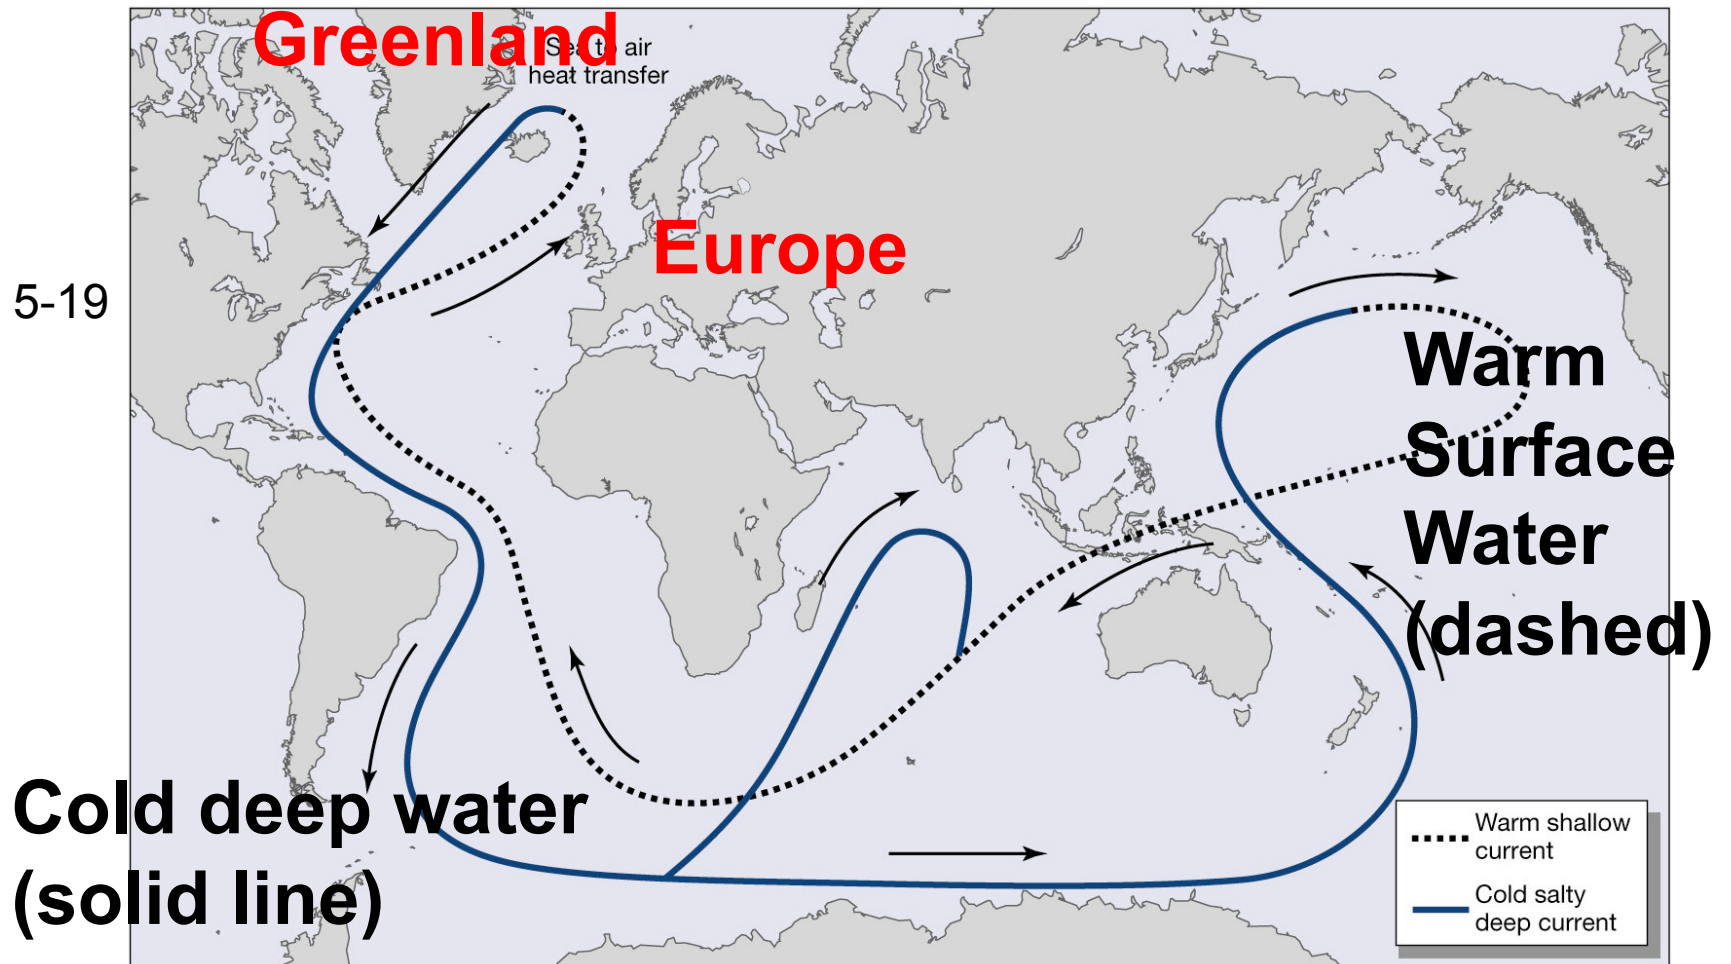 Greenland
Sea to air
heat transfer
Europe
5-19
Warm
Surface
Water
(dashed)
Cold deep water
(solid line)
Warm shallow
current
Cold salty
deep current